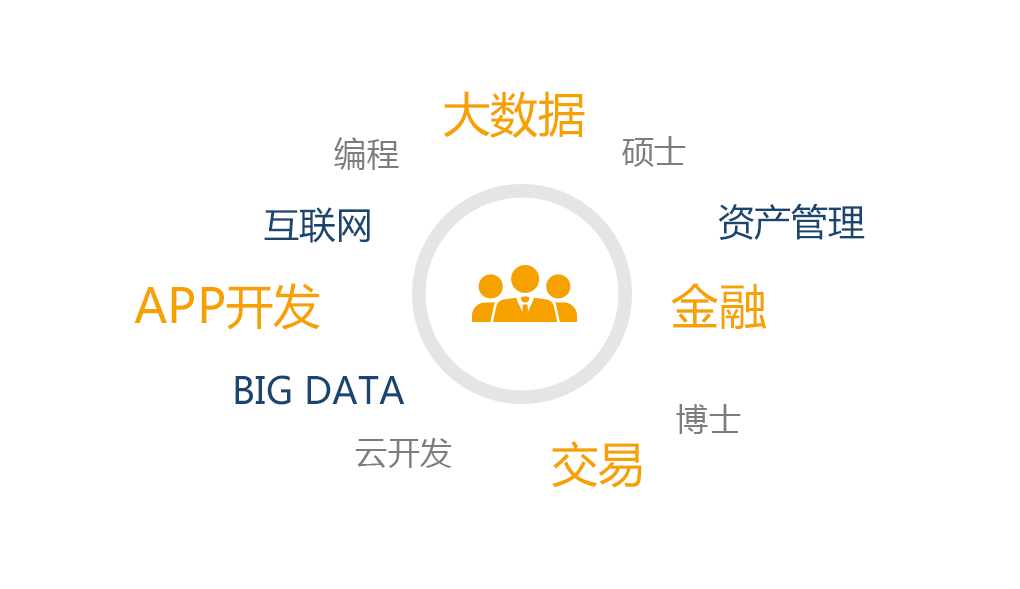 大数据
编程
硕士
互联网
资产管理
APP开发
金融
BIG DATA
博士
云开发
交易